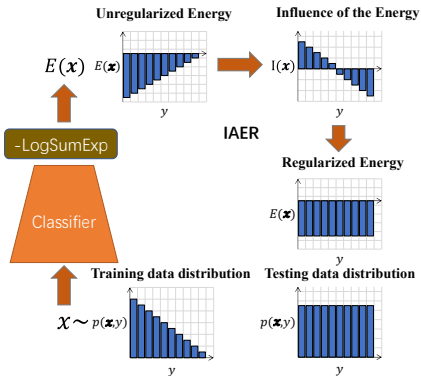 Unregularized Energy
Influence of the Energy
E(x)
E(x)
y
I(x)
y
-LogSumExp
IAER
Regularized Energy
E(x)
y
Classifier
Training data distribution
Testing data distribution
x~ p(x,y)
y
p(x,y)
y